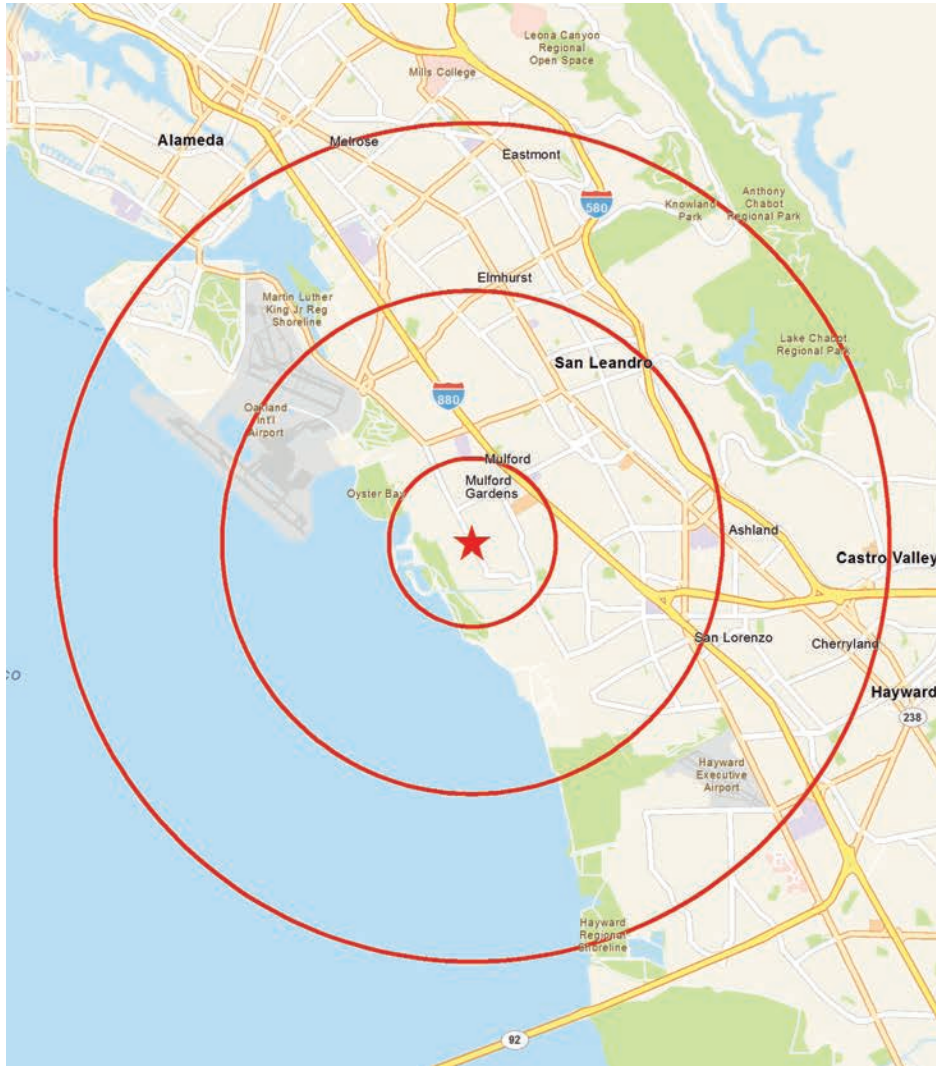 Leona Canyon
Regional
Open Space
Mills College
Alameda
Melrose
Eastmont
580
Knowland
Park
Anthony
Chabot
Regional Park
Elmhurst
Martin Luther
King Jr Reg
Shoreline
Lake Chabot
Regional Park
San Leandro
880
Oakland
Int'l
Airport
Mulford
Mulford
Gardens
Oyster Bay
Ashland
Castro Valley
San Lorenzo
Cherryland
co
Hayward
238
Hayward
Executive
Airport
Hayward
Regional
Shoreline
92